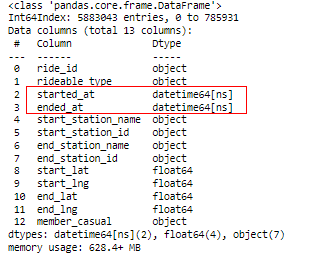 <class 'pandas.core.frame.DataFrame'>
Int64Index: 5883043 entries, 0 to 785931
Data columns (total 13 columns):
 #   Column              Dtype
---  ------              -----
 0   ride_id             object
 1   rideable_type       object
 2   started_at          datetime64[ns]
 3   ended_at            datetime64[ns]
 4   start_station_name  object
 5   start_station_id    object
 6   end_station_name    object
 7   end_station_id      object
 8   start_lat           float64
 9   start_lng           float64
 10  end_lat             float64
 11  end_lng             float64
 12  member_casual       object
dtypes: datetime64[ns](2), float64(4), object(7)
memory usage: 628.4+ MB